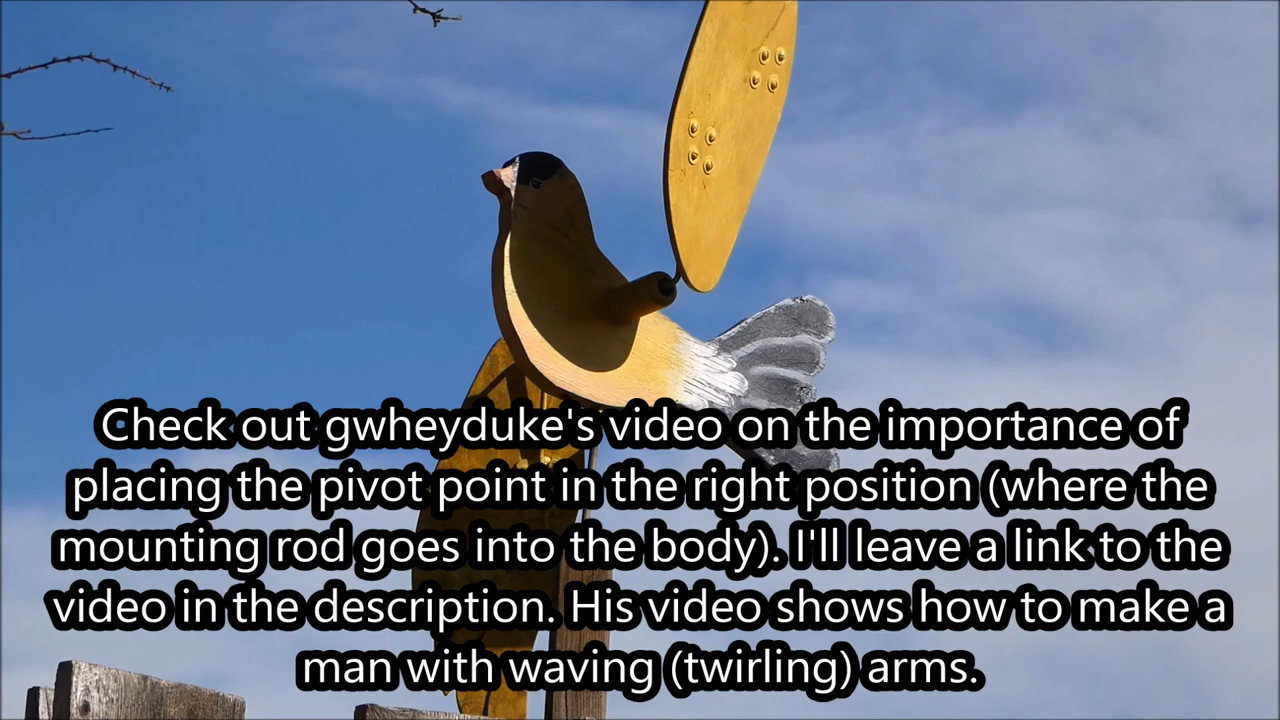 Check out gwheyduke's video on the importance of
placing the pivot point in the right position (where the
mounting rod goes into the body). I'll leave a link to the
video in the description. His video shows how to make a
man with waving (twirling) arms.